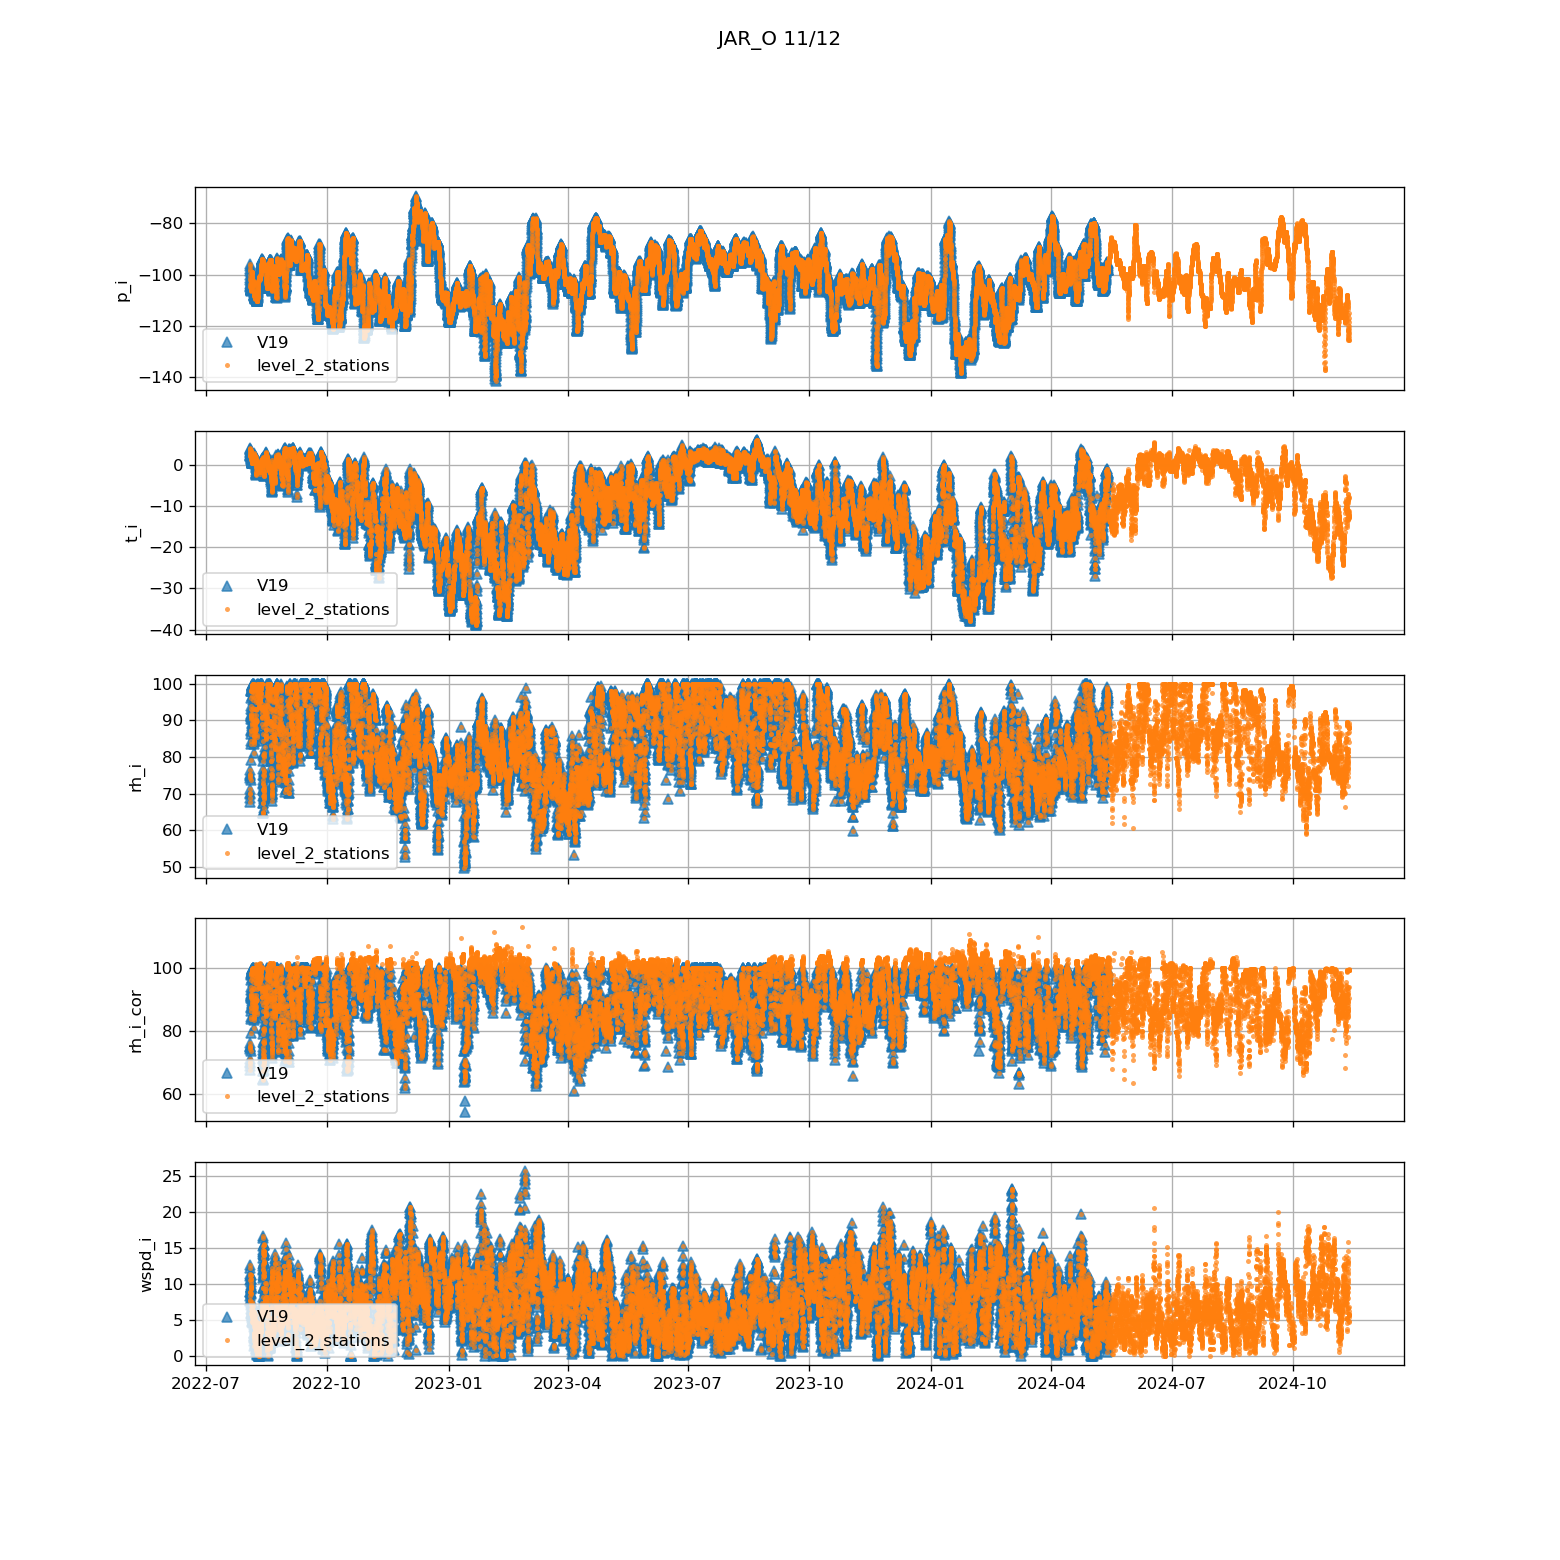 JAR_O 11/12
p_i
−80
−100
−120
−140
V19
level_2_stations
t_i
0
−10
−20
−30
−40
V19
level_2_stations
rh_i
100
90
80
70
60
50
V19
level_2_stations
rh_i_cor
100
80
60
V19
level_2_stations
wspd_i
25
20
15
10
5
0
V19
level_2_stations
2022-07 2022-10 2023-01 2023-04 2023-07 2023-10 2024-01 2024-04 2024-07 2024-10